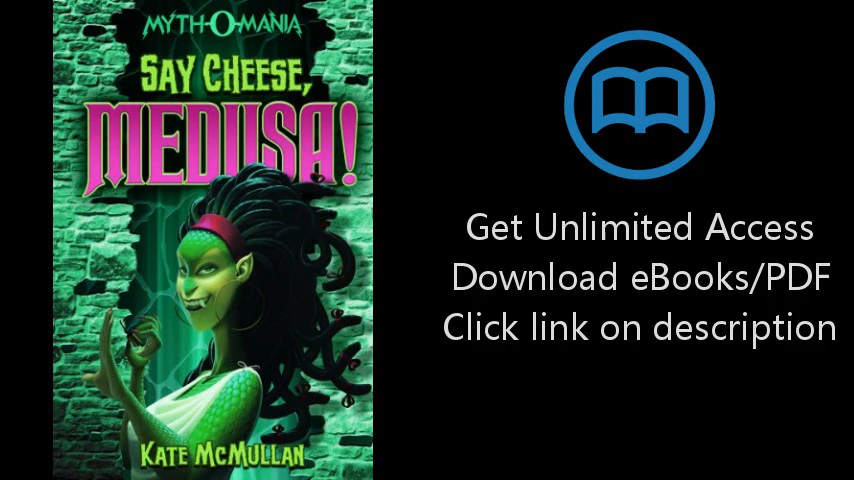 MYTH-O-MANIA
SAY CHEESE,
MEDUSA!
KATE MCMULLAN
Get Unlimited Access
Download eBooks/PDF
Click link on description